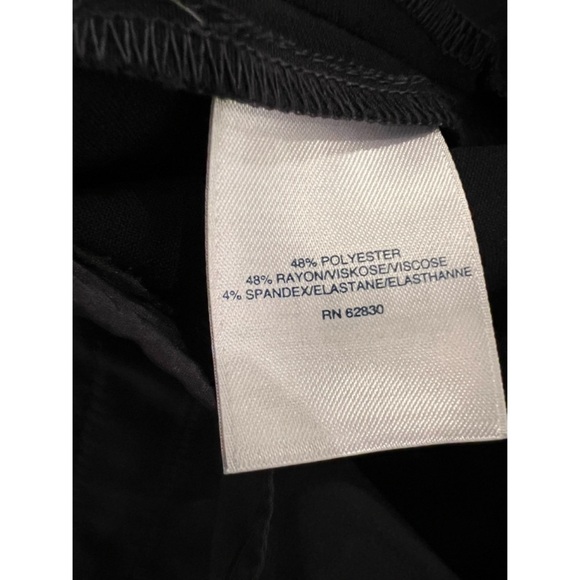 48% POLYESTER
48% RAYON/VISKOSE/VISCOSE
4% SPANDEX/ELASTANE/ELASTHANNE
RN 62830